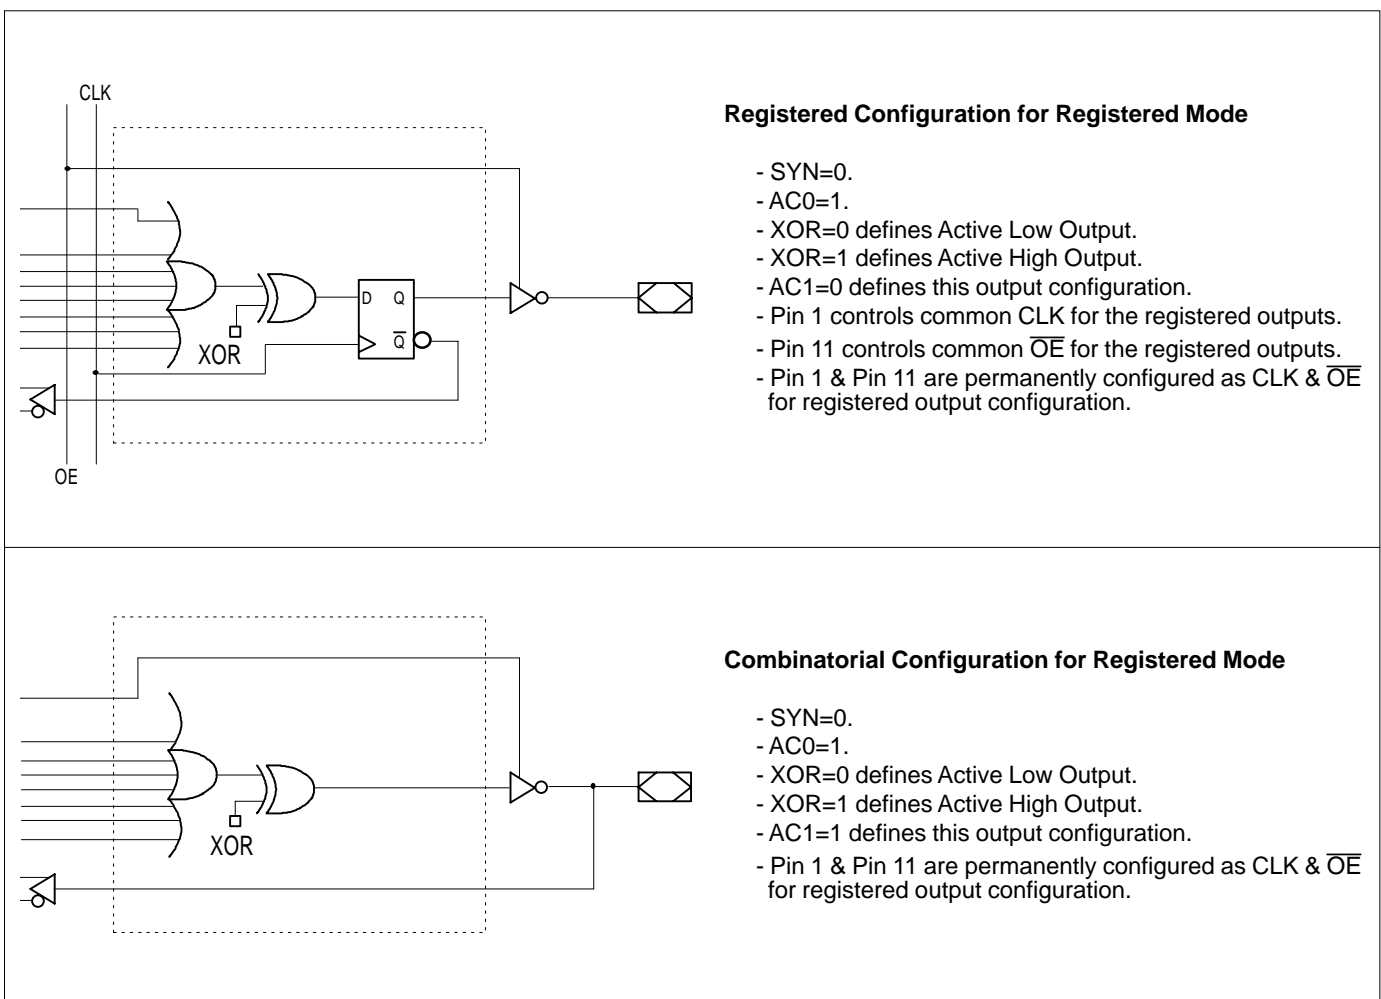 CLK
Registered Configuration for Registered Mode
- SYN=0.
- AC0=1.
- XOR=0 defines Active Low Output.
- XOR=1 defines Active High Output.
- AC1=0 defines this output configuration.
- Pin 1 controls common CLK for the registered outputs.
- Pin 11 controls common O̅E̅ for the registered outputs.
- Pin 1 & Pin 11 are permanently configured as CLK & O̅E̅
for registered output configuration.
D Q
XOR
Q̅
OE
Combinatorial Configuration for Registered Mode
- SYN=0.
- AC0=1.
- XOR=0 defines Active Low Output.
- XOR=1 defines Active High Output.
- AC1=1 defines this output configuration.
- Pin 1 & Pin 11 are permanently configured as CLK & O̅E̅
for registered output configuration.
XOR